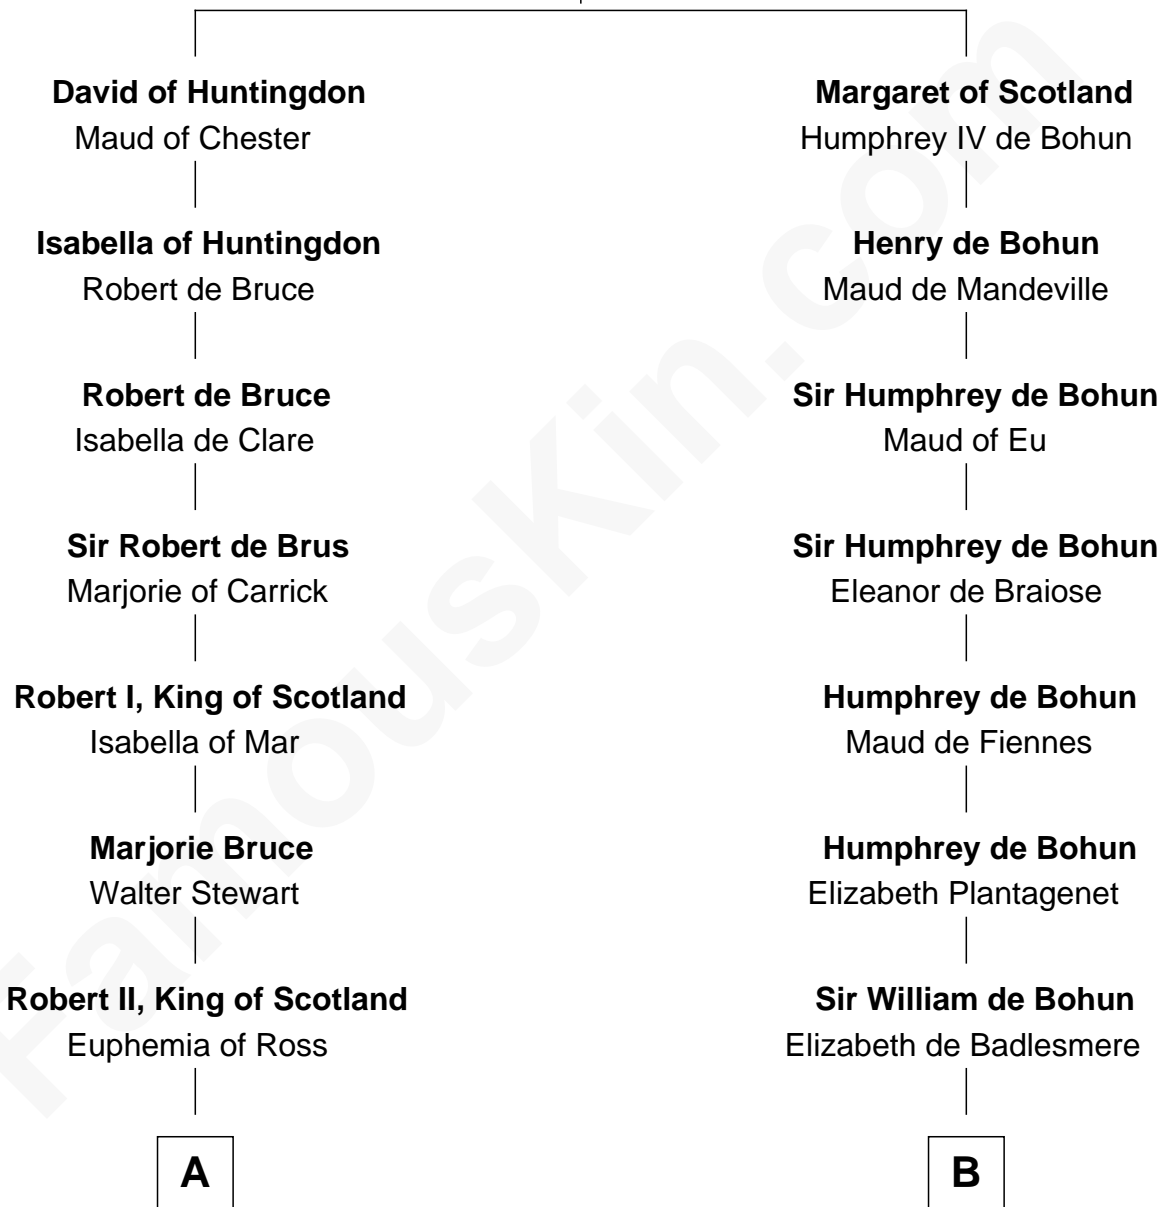 David of Huntingdon
Maud of Chester
Isabella of Huntingdon
Robert de Bruce
Robert de Bruce
Isabella de Clare
Sir Robert de Brus
Marjorie of Carrick
Robert I, King of Scotland
Isabella of Mar
Marjorie Bruce
Walter Stewart
Robert II, King of Scotland
Euphemia of Ross
A
Margaret of Scotland
Humphrey IV de Bohun
Henry de Bohun
Maud de Mandeville
Sir Humphrey de Bohun
Maud of Eu
Sir Humphrey de Bohun
Eleanor de Braiose
Humphrey de Bohun
Maud de Fiennes
Humphrey de Bohun
Elizabeth Plantagenet
Sir William de Bohun
Elizabeth de Badlesmere
B
FamousKin.com